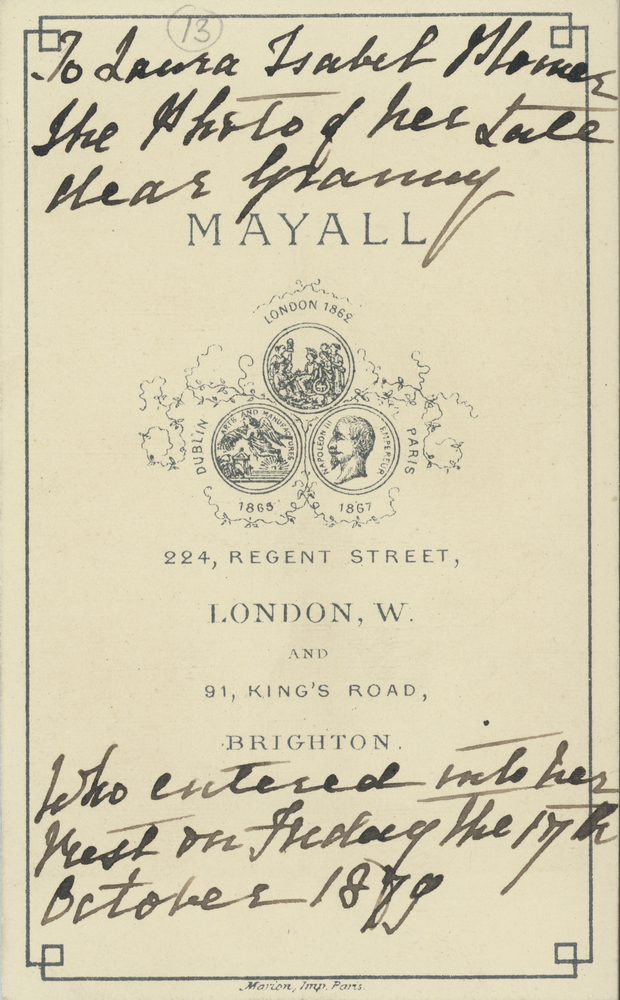 13
To Laura Isabel Plomer
The Photo of her late
dear Granny
MAYALL
LONDON 1862
DUBLIN
ARTS AND MANUFACTURES
NAPOLEON III EMPEREUR
PARIS
1865
1867
224, REGENT STREET,
LONDON, W.
AND
91, KING'S ROAD,
BRIGHTON.
Who entered into her
Rest on Friday the 17th
October 1879
Marion, Imp. Paris.